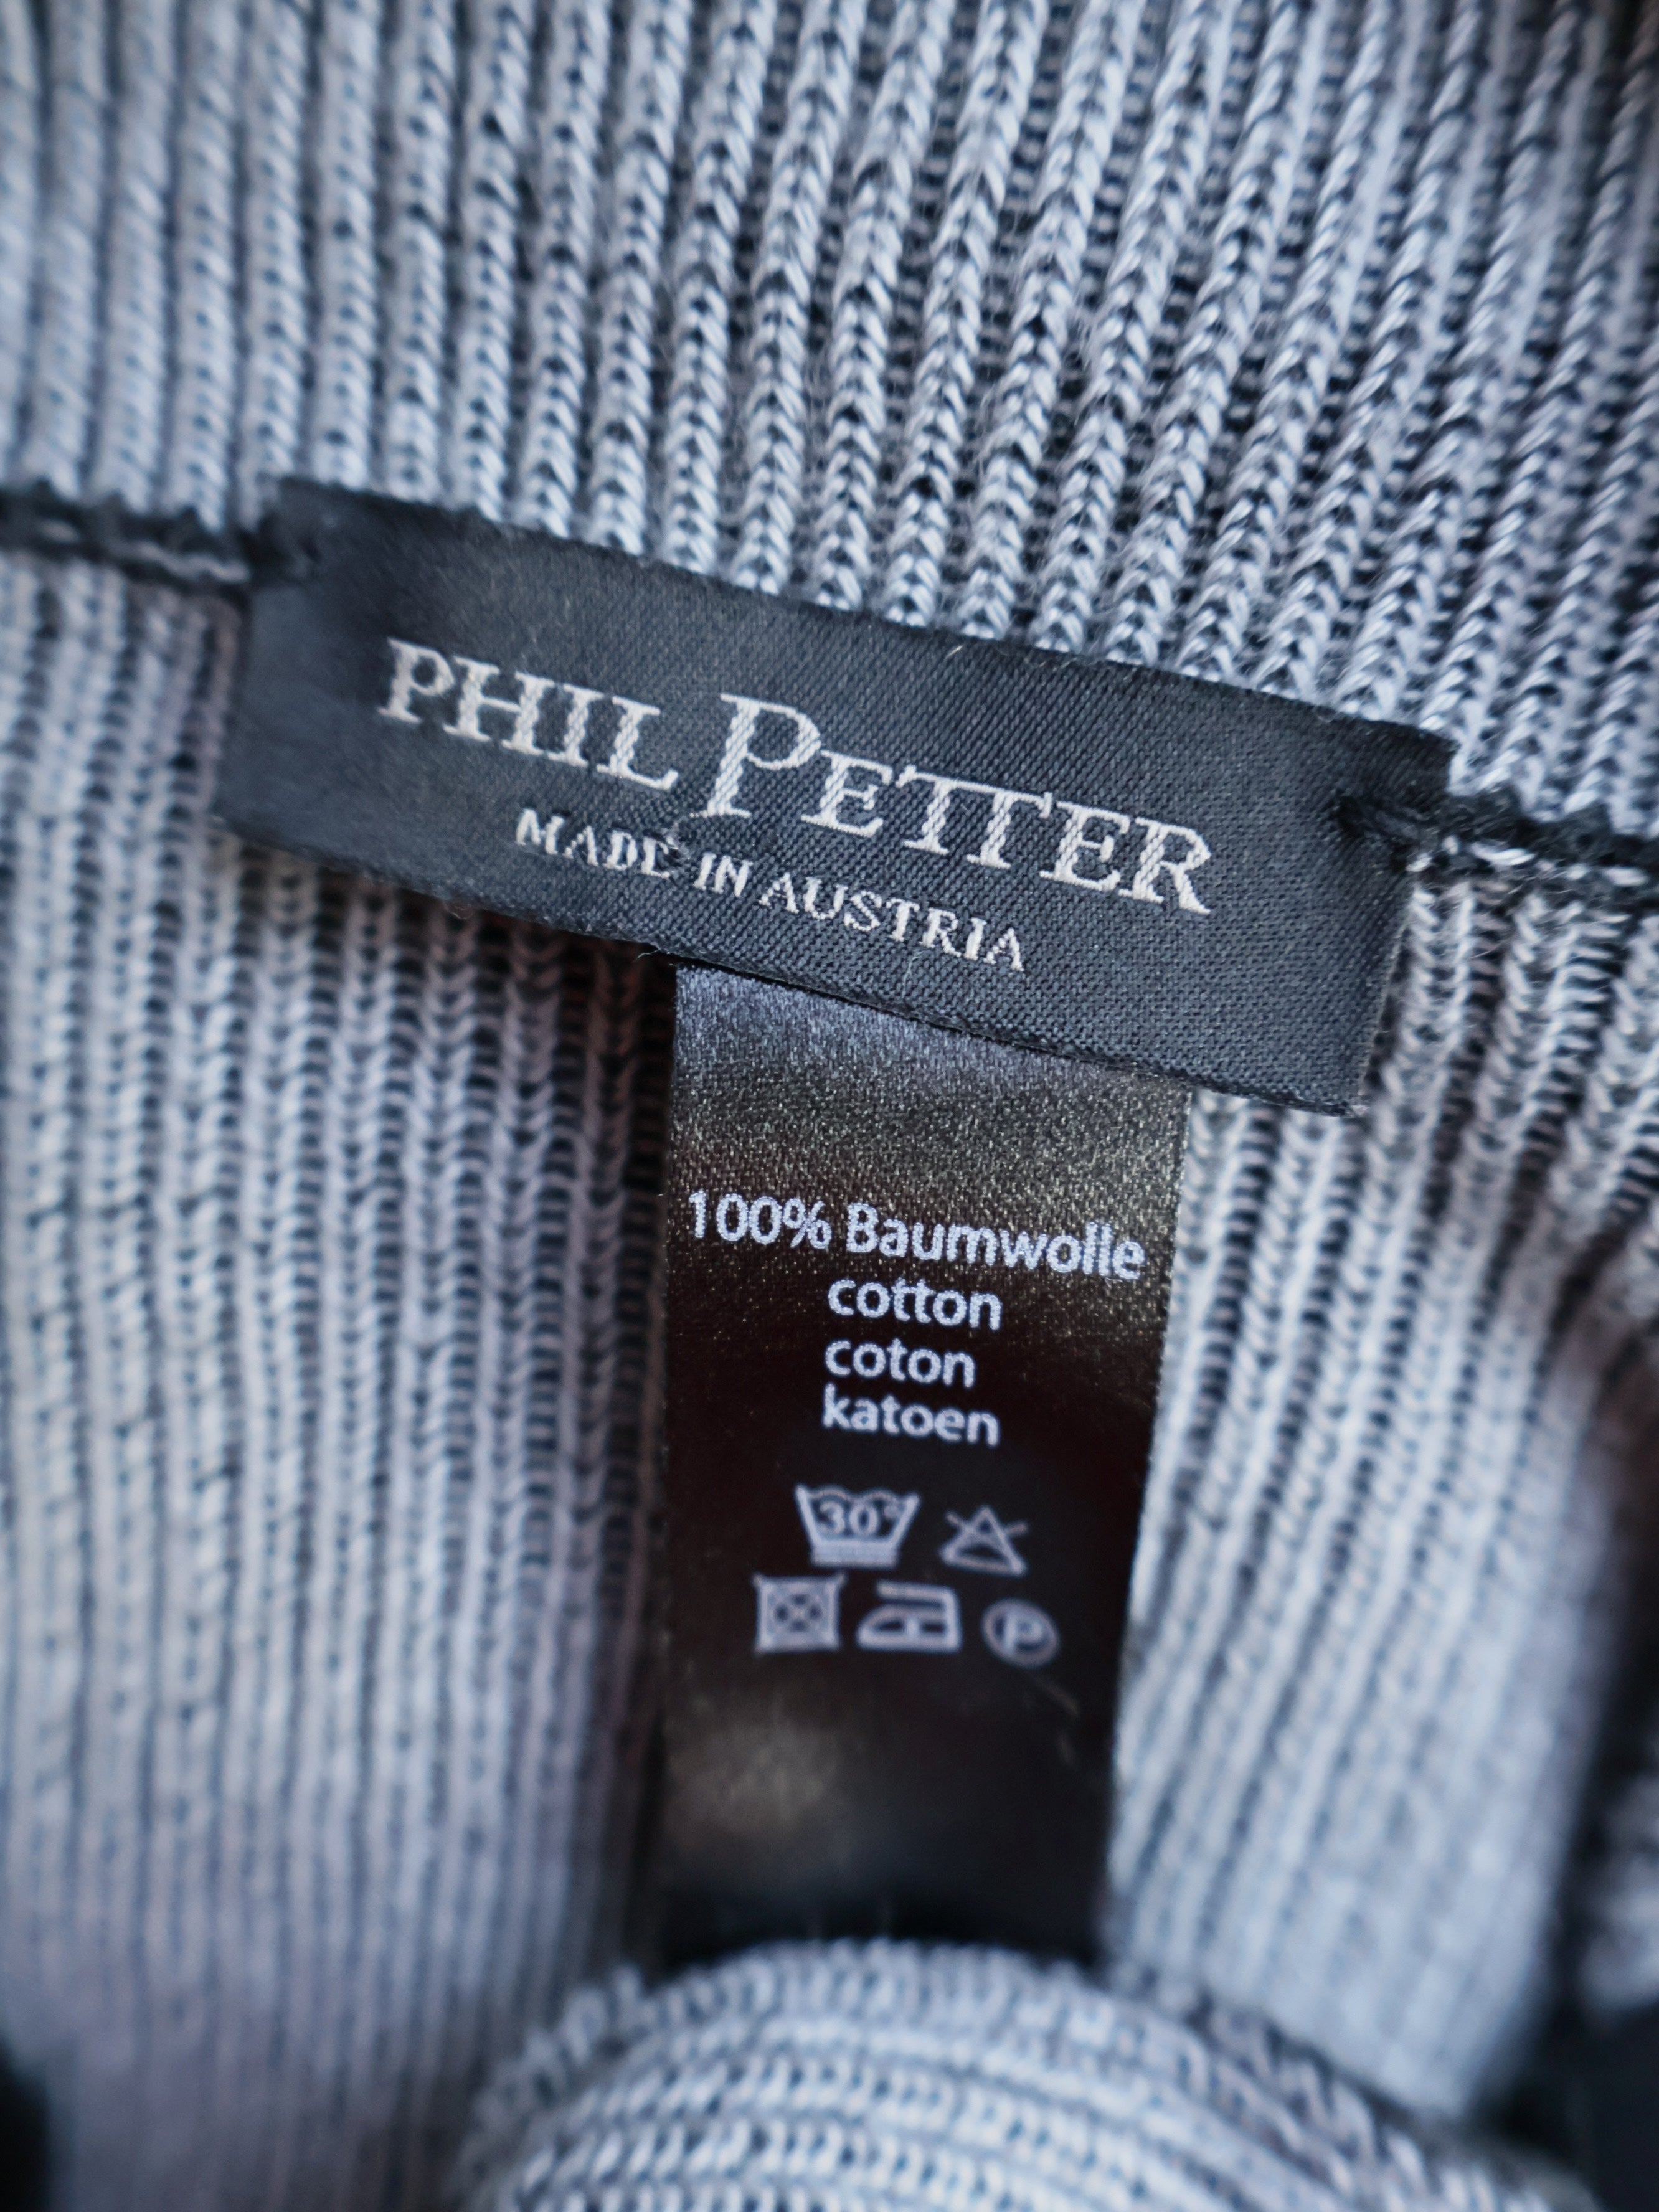 PHIL PETTER
MADE IN AUSTRIA
100% Baumwolle
cotton
coton
katoen
30°
P